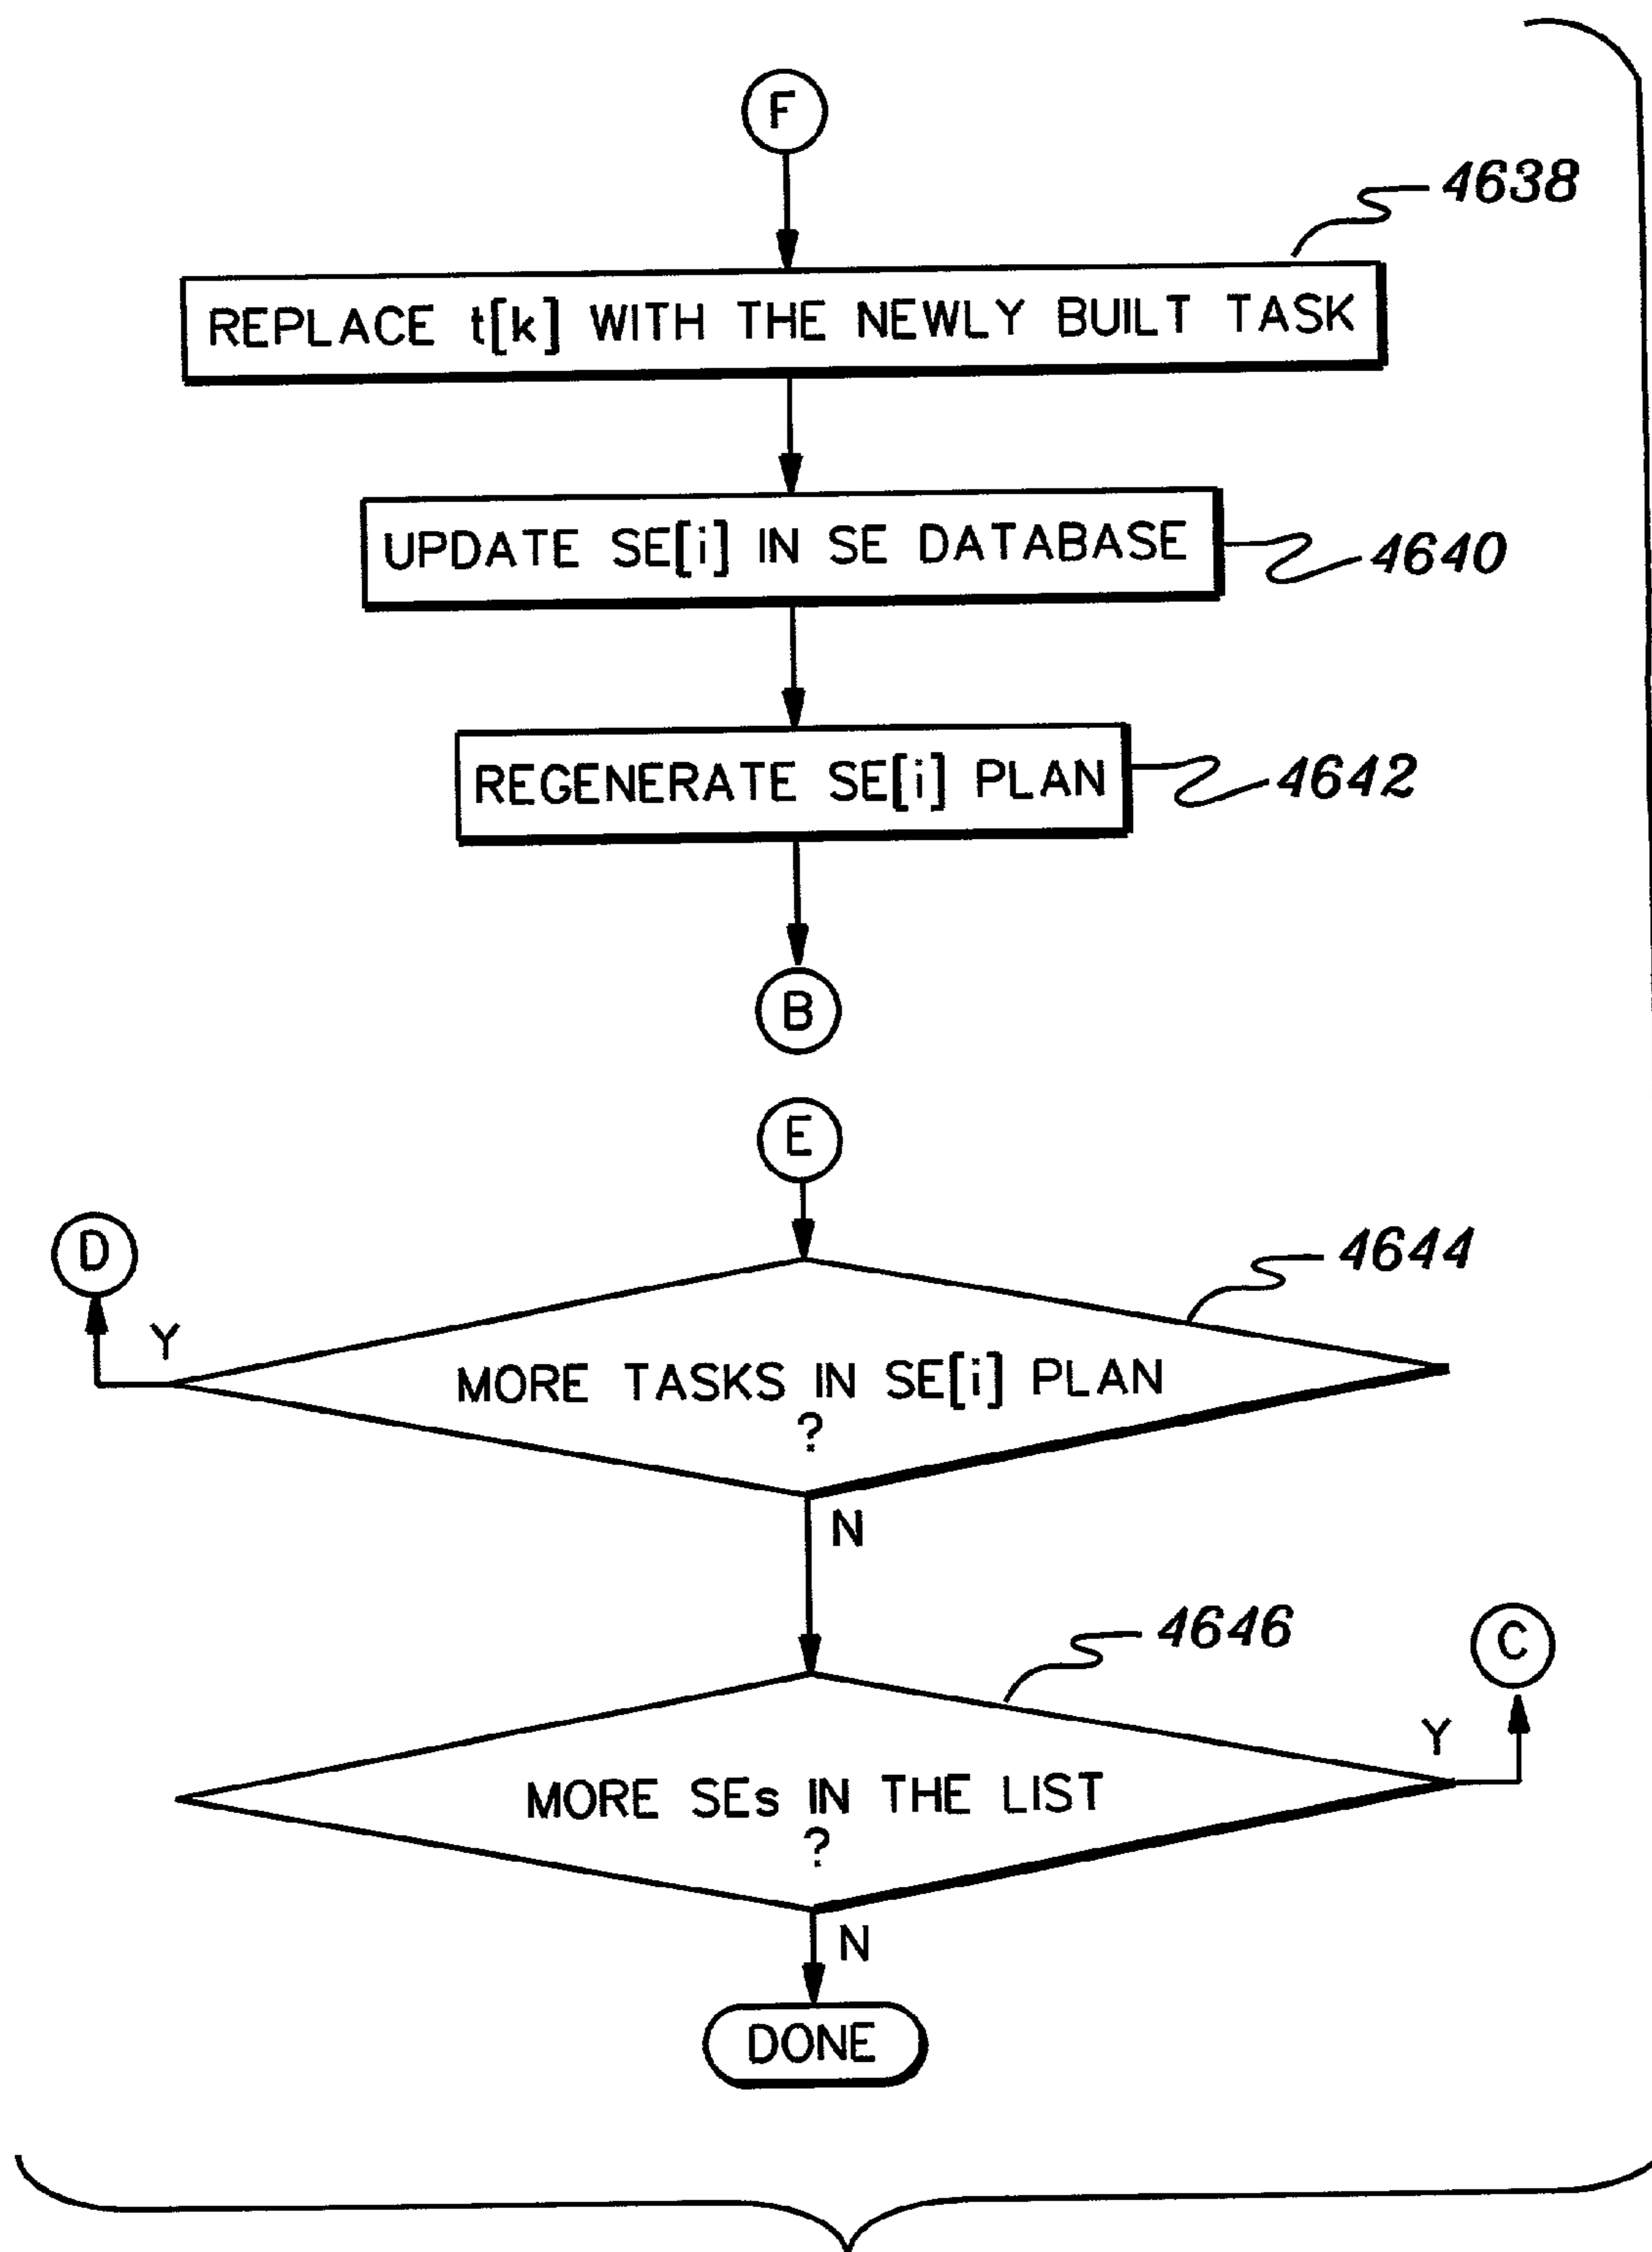 F
4638
REPLACE t[k] WITH THE NEWLY BUILT TASK
UPDATE SE[i] IN SE DATABASE
4640
REGENERATE SE[i] PLAN
4642
B
E
D
4644
Y
MORE TASKS IN SE[i] PLAN
?
N
4646
C
Y
MORE SEs IN THE LIST
?
N
DONE